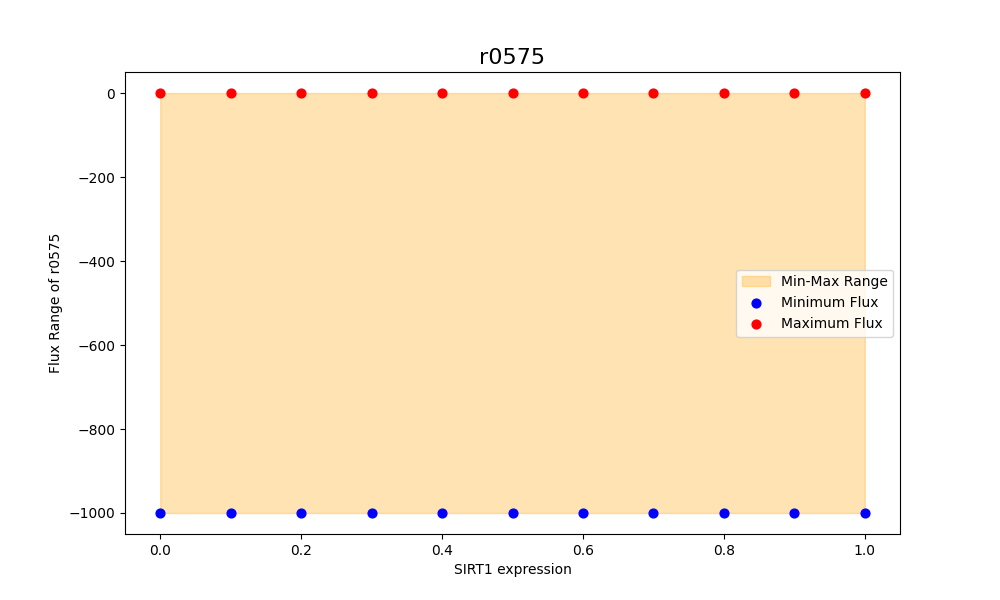 r0575
Flux Range of r0575
0
−200
−400
−600
−800
−1000
Min-Max Range
Minimum Flux
Maximum Flux
0.0 0.2 0.4 0.6 0.8 1.0
SIRT1 expression